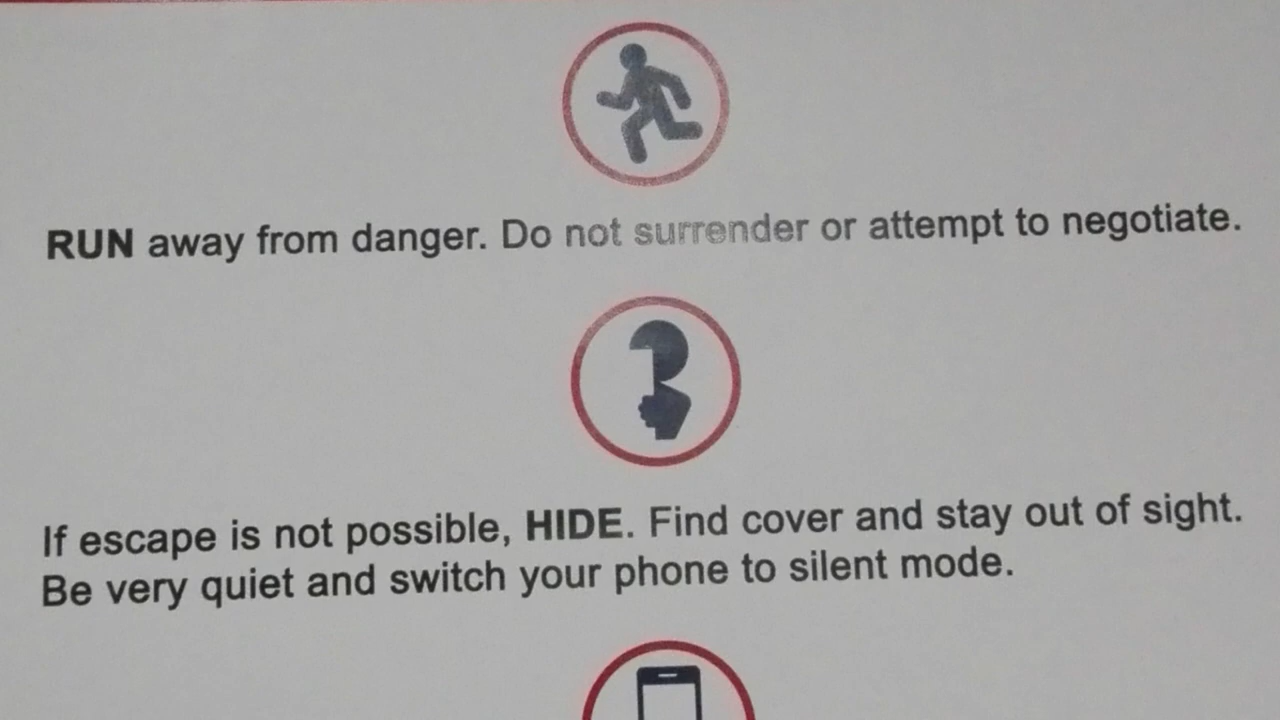 RUN away from danger. Do not surrender or attempt to negotiate.
If escape is not possible, HIDE. Find cover and stay out of sight.
Be very quiet and switch your phone to silent mode.